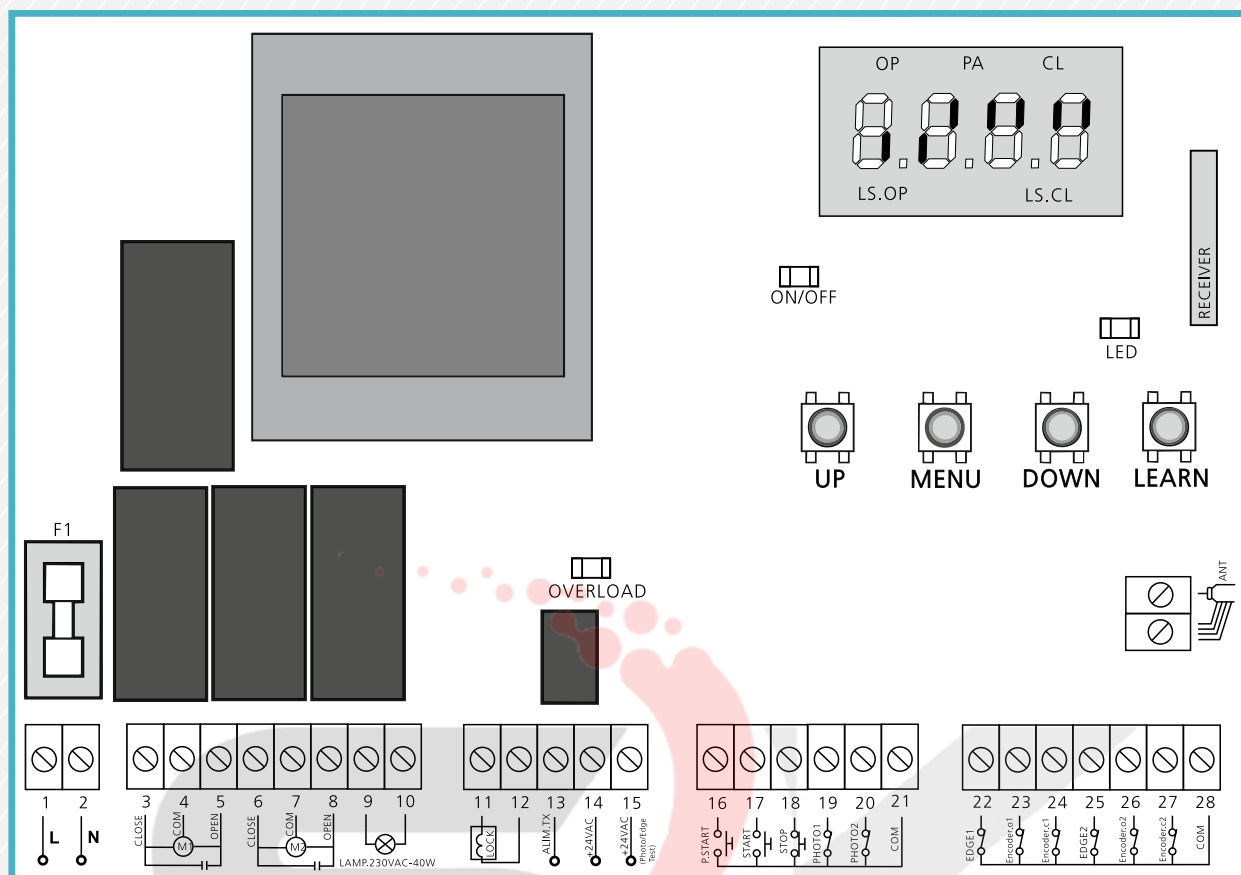 OP PA CL
LS.OP LS.CL
RECEIVER
ON/OFF
LED
UP MENU DOWN LEARN
F1
OVERLOAD
ANT
1 2 3 4 5 6 7 8 9 10 11 12 13 14 15 16 17 18 19 20 21 22 23 24 25 26 27 28
L N
CLOSE COM OPEN CLOSE COM OPEN
M1 M2
LAMP.230VAC-40W
LOCK
ALIM.TX
+24VAC
+24VAC
(Photo/Edge
Test)
P.START
START
STOP
PHOTO1
PHOTO2
COM
EDGE1
Encoder.o1
Encoder.c1
EDGE2
Encoder.o2
Encoder.c2
COM